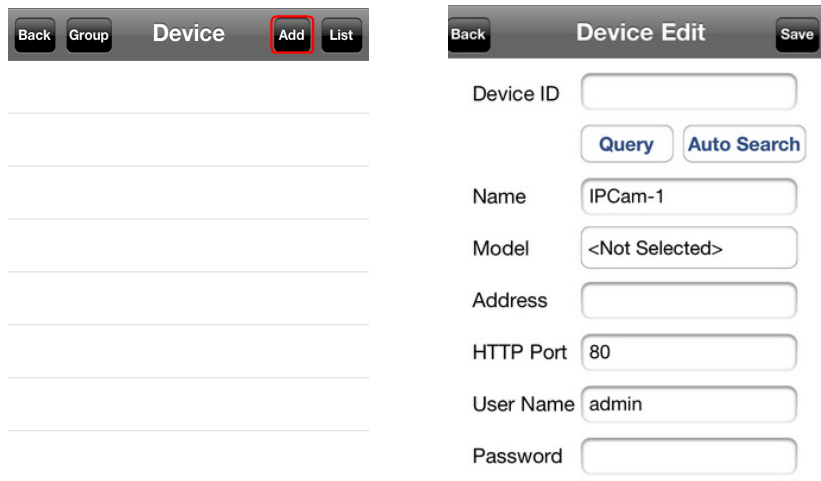 Back Group Device Add List
Back Device Edit Save
Device ID
Query Auto Search
Name IPCam-1
Model <Not Selected>
Address
HTTP Port 80
User Name admin
Password